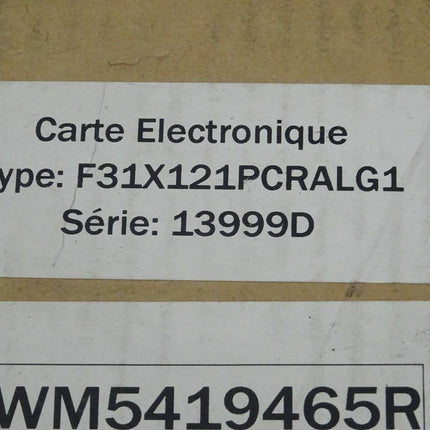 Carte Electronique
ype: F31X121PCRALG1
Série: 13999D
WM5419465R